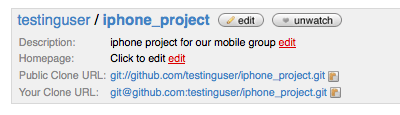 testinguser / iphone_project edit unwatch
Description: iphone project for our mobile group edit
Homepage: Click to edit edit
Public Clone URL: git://github.com/testinguser/iphone_project.git
Your Clone URL: git@github.com:testinguser/iphone_project.git